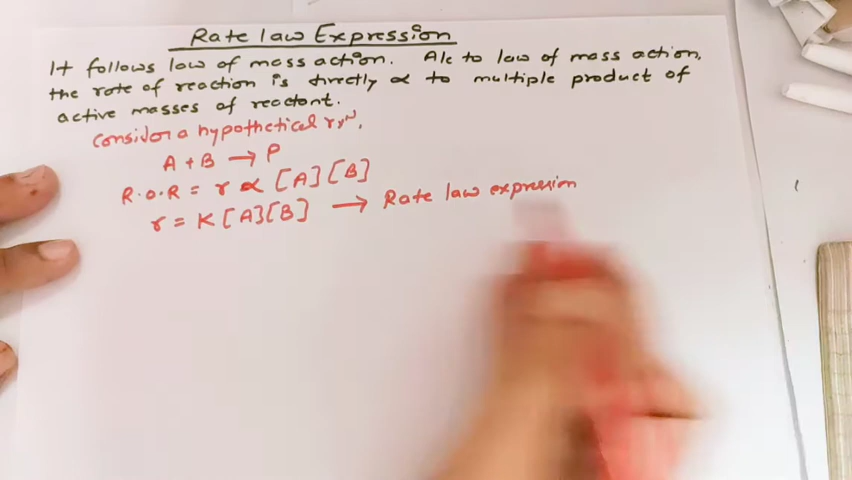 Rate law Expression
It follows law of mass action. Alc to law of mass action,
the rate of reaction is directly ∝ to multiple product of
active masses of reactant.
Consider a hypothetical rxⁿ,
A + B → P
R.O.R = r ∝ [A][B]
r = K[A][B] → Rate law expression